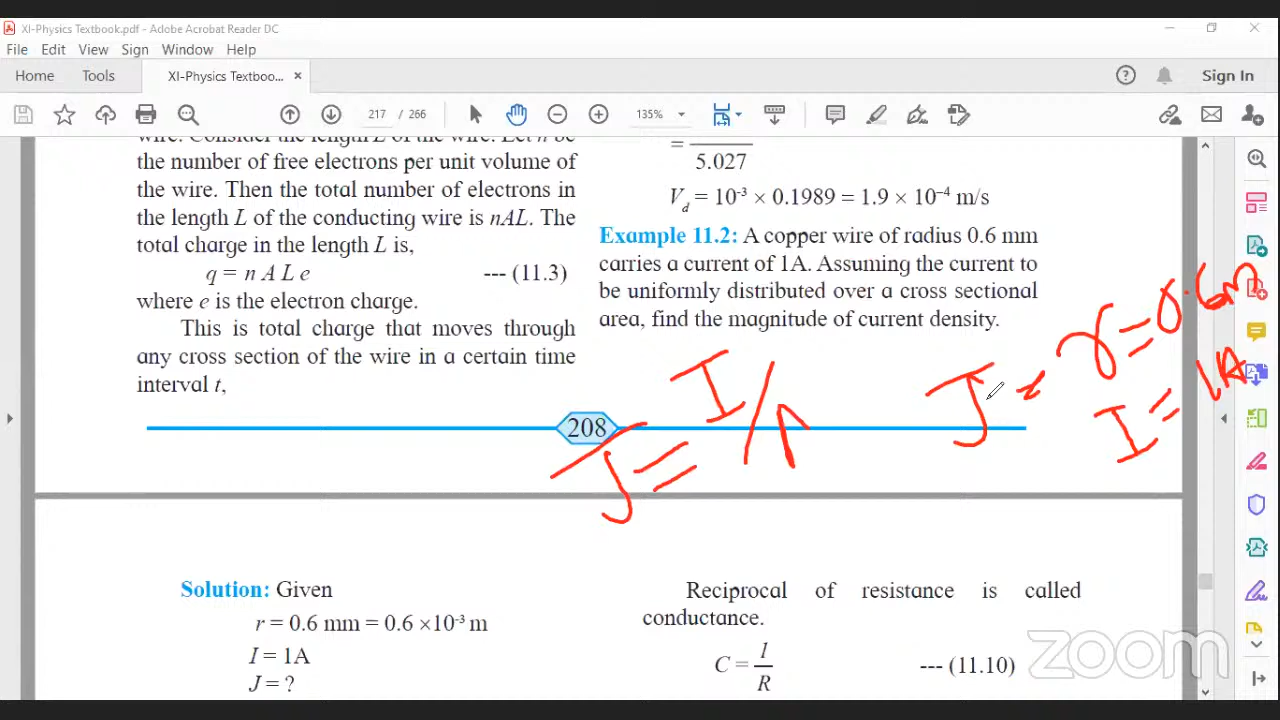 XI-Physics Textbook.pdf - Adobe Acrobat Reader DC
File Edit View Sign Window Help
Home Tools XI-Physics Textboo... ×
Sign In
217 / 266
135%
the number of free electrons per unit volume of
the wire. Then the total number of electrons in
the length L of the conducting wire is nAL. The
total charge in the length L is,
q = n A L e --- (11.3)
where e is the electron charge.
This is total charge that moves through
any cross section of the wire in a certain time
interval t,
=
5.027
V_d = 10⁻³ × 0.1989 = 1.9 × 10⁻⁴ m/s
Example 11.2: A copper wire of radius 0.6 mm
carries a current of 1A. Assuming the current to
be uniformly distributed over a cross sectional
area, find the magnitude of current density.
r = 0.6m
I = 1A
J =
J = I/A
208
Solution: Given
r = 0.6 mm = 0.6 ×10⁻³ m
I = 1A
J = ?
Reciprocal of resistance is called
conductance.
C = 1/R --- (11.10)
zoom